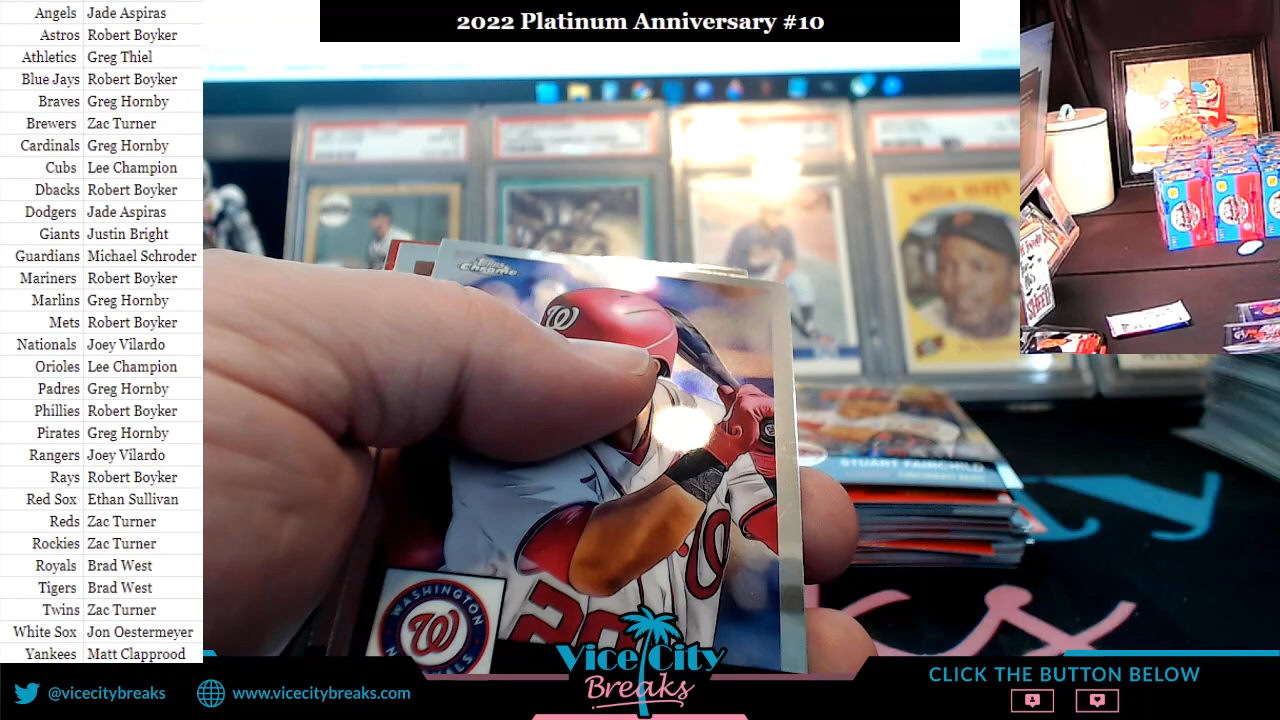 2022 Platinum Anniversary #10
Angels Jade Aspiras
Astros Robert Boyker
Athletics Greg Thiel
Blue Jays Robert Boyker
Braves Greg Hornby
Brewers Zac Turner
Cardinals Greg Hornby
Cubs Lee Champion
Dbacks Robert Boyker
Dodgers Jade Aspiras
Giants Justin Bright
Guardians Michael Schroder
Mariners Robert Boyker
Marlins Greg Hornby
Mets Robert Boyker
Nationals Joey Vilardo
Orioles Lee Champion
Padres Greg Hornby
Phillies Robert Boyker
Pirates Greg Hornby
Rangers Joey Vilardo
Rays Robert Boyker
Red Sox Ethan Sullivan
Reds Zac Turner
Rockies Zac Turner
Royals Brad West
Tigers Brad West
Twins Zac Turner
White Sox Jon Oestermeyer
Yankees Matt Clapprood
willie mays
Topps
Chrome
W
W
20
WASHINGTON
W
STUART FAIRCHILD
CINCINNATI REDS
Vice City
Breaks
@vicecitybreaks
www.vicecitybreaks.com
CLICK THE BUTTON BELOW